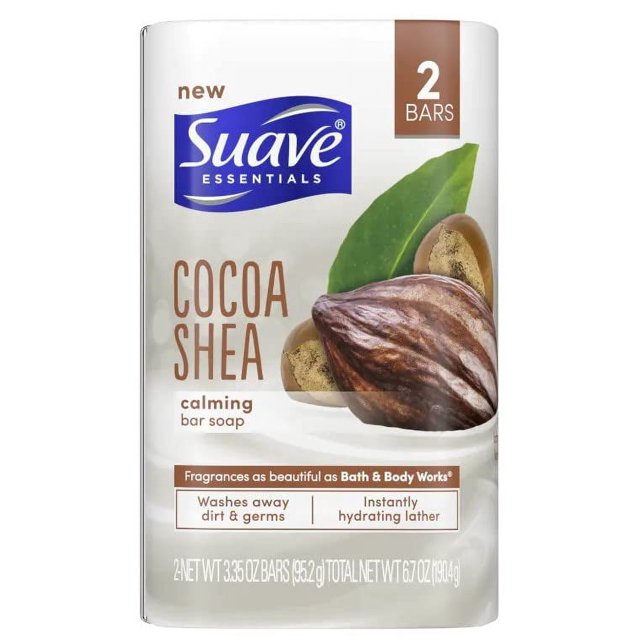 new
2
BARS
Suave®
ESSENTIALS
COCOA
SHEA
calming
bar soap
Fragrances as beautiful as Bath & Body Works®
Washes away
dirt & germs
Instantly
hydrating lather
2-NET WT 3.35 OZ BARS (95.2g) TOTAL NET WT 6.7 OZ (190.4g)